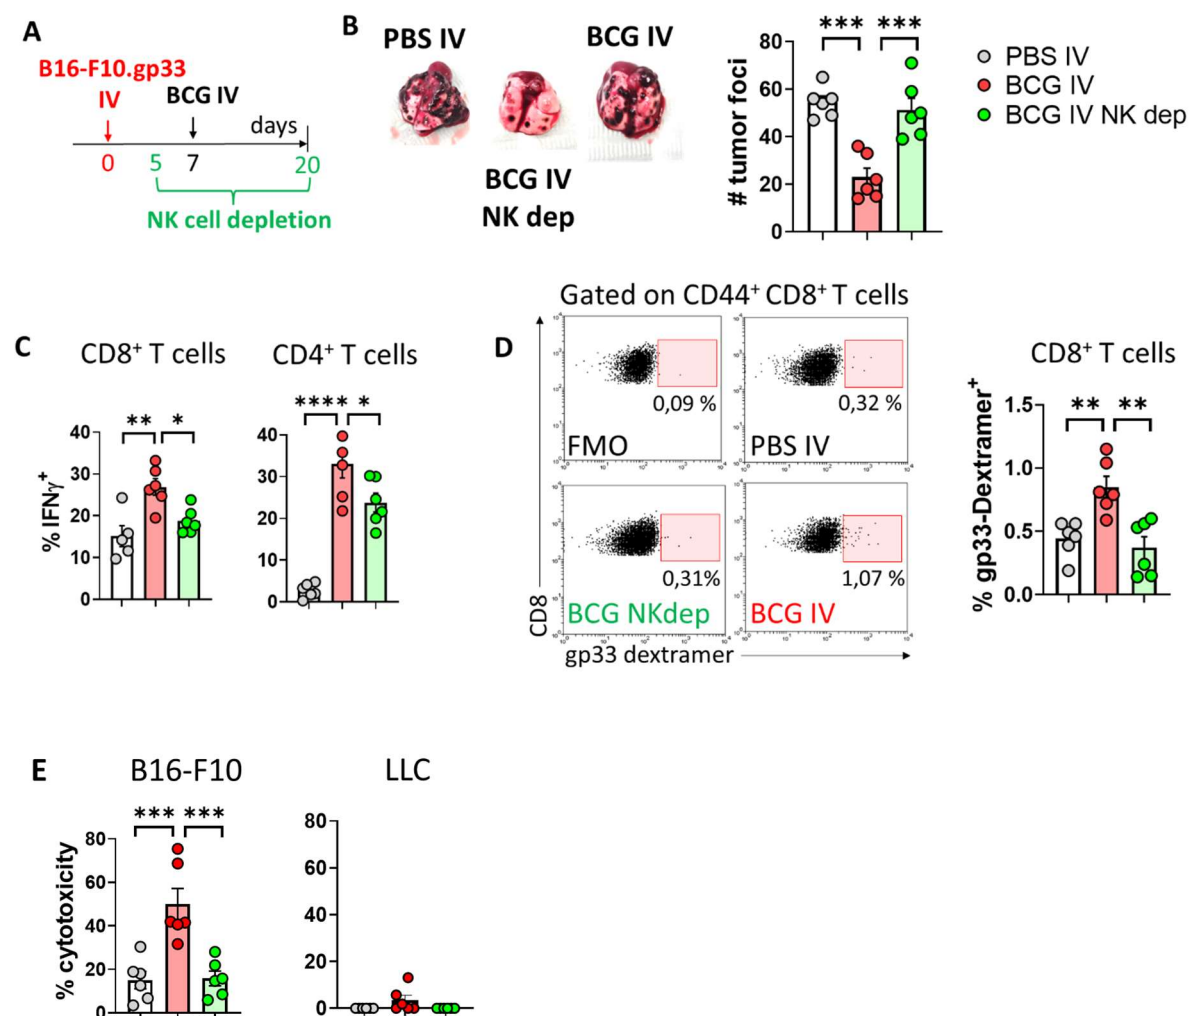 A
B16-F10.gp33
IV
BCG IV
days
0 5 7 20
NK cell depletion
B
PBS IV
BCG IV
BCG IV
NK dep
# tumor foci
80
60
40
20
0
*** ***
PBS IV
BCG IV
BCG IV NK dep
C
CD8+ T cells
% IFNγ+
40
30
20
10
0
** *
CD4+ T cells
40
30
20
10
0
**** *
D
Gated on CD44+ CD8+ T cells
0,09 %
FMO
0,32 %
PBS IV
0,31%
BCG NKdep
1,07 %
BCG IV
CD8
gp33 dextramer
CD8+ T cells
% gp33-Dextramer+
1.5
1.0
0.5
0.0
** **
E
B16-F10
% cytotoxicity
80
60
40
20
0
*** ***
LLC
80
60
40
20
0